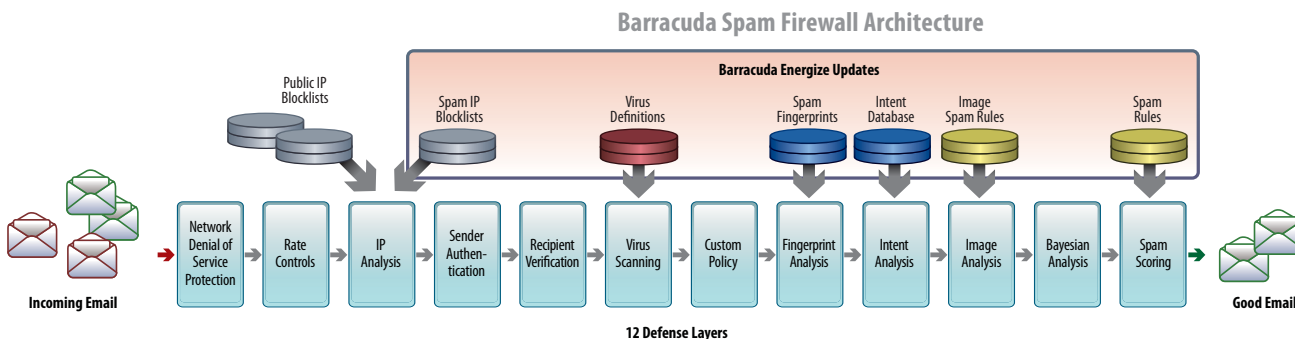 Barracuda Spam Firewall Architecture
Barracuda Energize Updates
Public IP
Blocklists
Spam IP
Blocklists
Virus
Definitions
Spam
Fingerprints
Intent
Database
Image
Spam Rules
Spam
Rules
Incoming Email
Network
Denial of
Service
Protection
Rate
Controls
IP
Analysis
Sender
Authen-
tication
Recipient
Verification
Virus
Scanning
Custom
Policy
Fingerprint
Analysis
Intent
Analysis
Image
Analysis
Bayesian
Analysis
Spam
Scoring
Good Email
12 Defense Layers